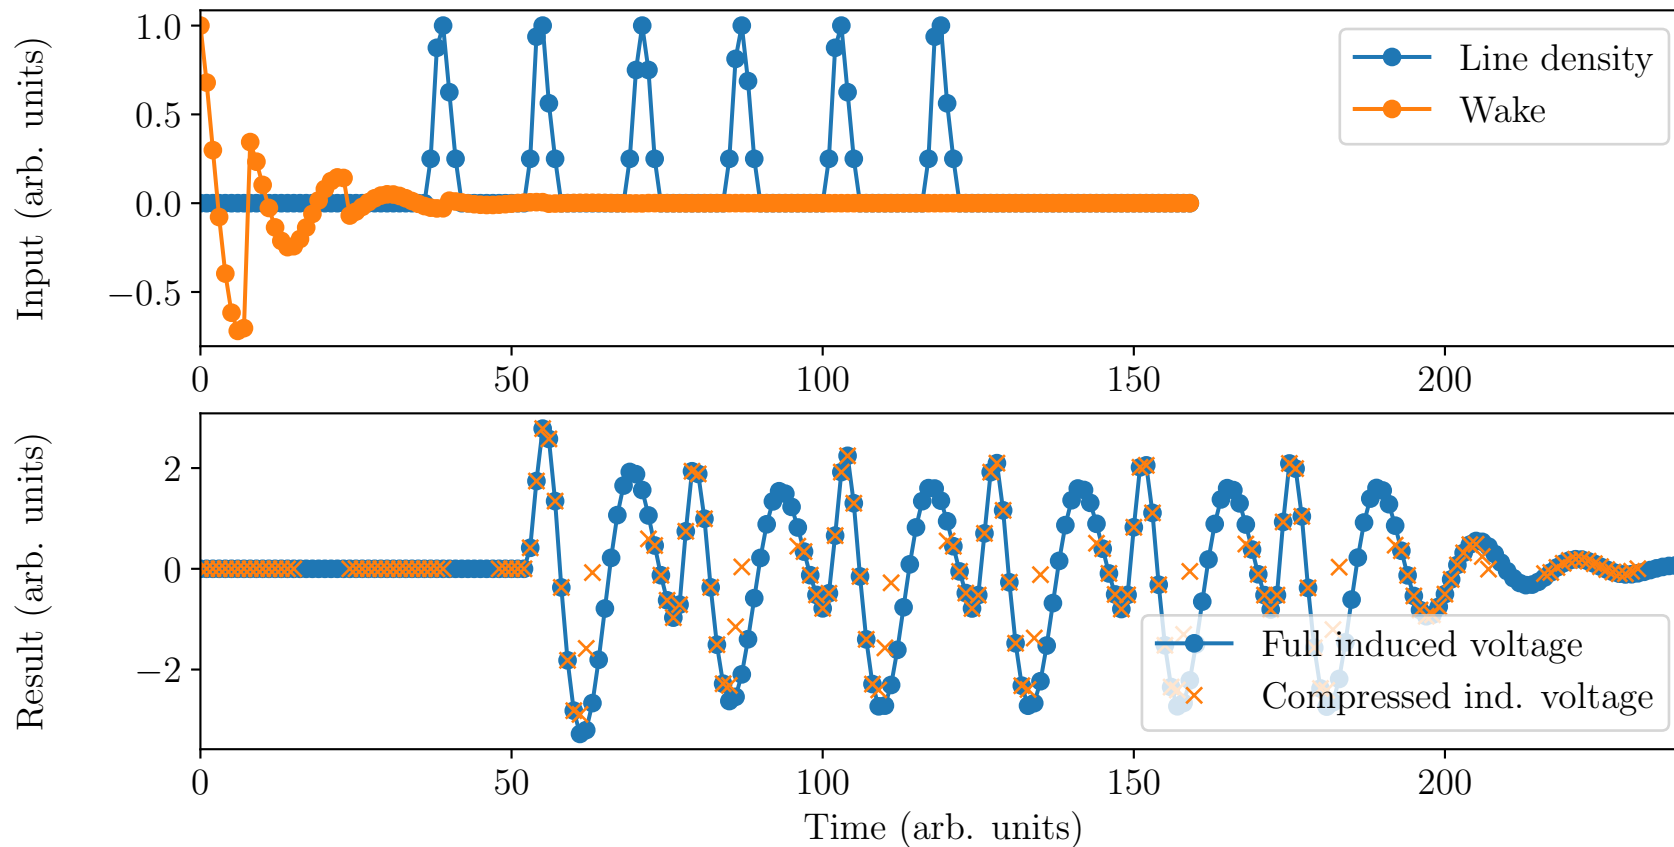 Input (arb. units)
1.0
0.5
0.0
−0.5
Line density
Wake
0
50
100
150
200
Result (arb. units)
2
0
−2
Full induced voltage
Compressed ind. voltage
0
50
100
150
200
Time (arb. units)